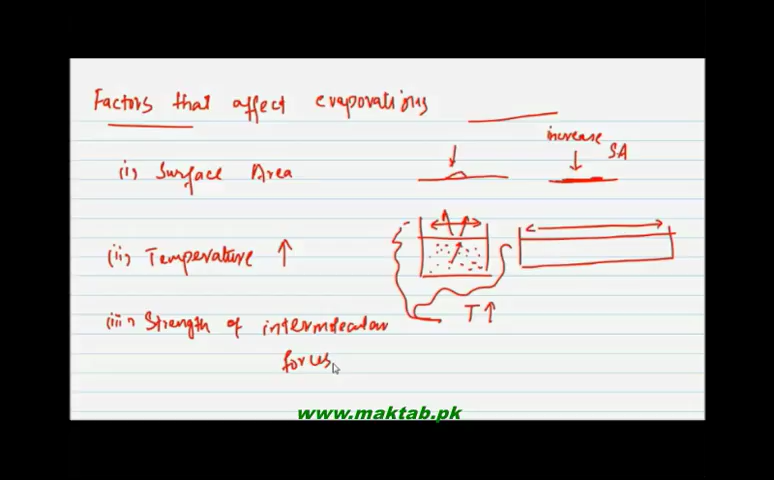 Factors that affect evaporations
increase
SA
(i) Surface Area
(ii) Temperature ↑
T ↑
(iii) Strength of intermolecular
forces
www.maktab.pk